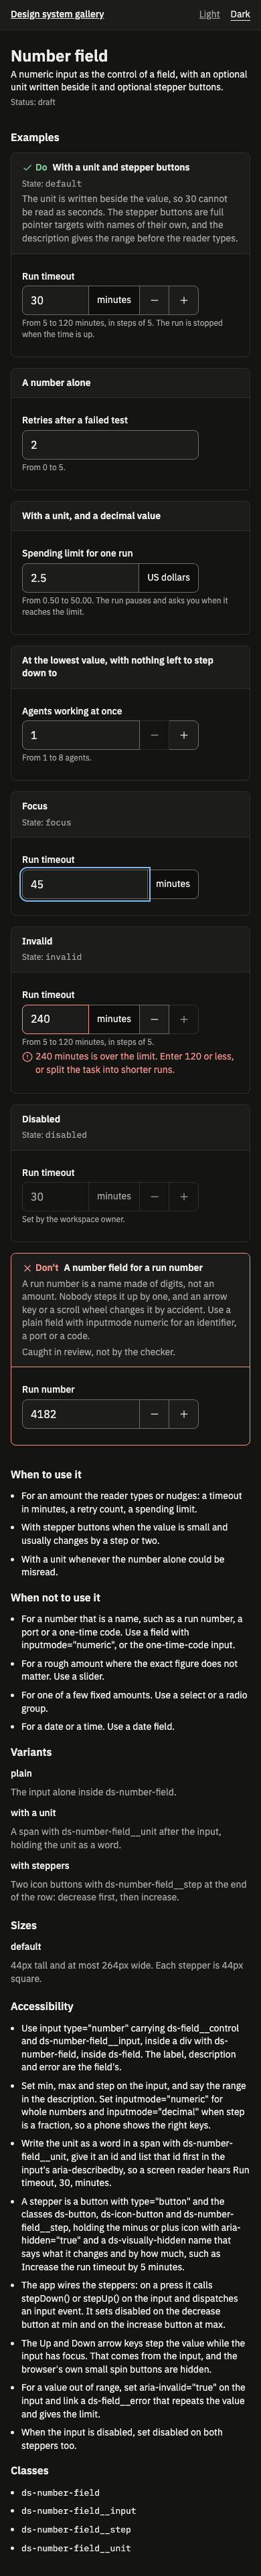 Design system gallery
Light
Dark
Number field
A numeric input as the control of a field, with an optional
unit written beside it and optional stepper buttons.
Status: draft
Examples
Do With a unit and stepper buttons
State: default
The unit is written beside the value, so 30 cannot
be read as seconds. The stepper buttons are full
pointer targets with names of their own, and the
description gives the range before the reader types.
Run timeout
30
minutes
From 5 to 120 minutes, in steps of 5. The run is stopped
when the time is up.
A number alone
Retries after a failed test
2
From 0 to 5.
With a unit, and a decimal value
Spending limit for one run
2.5
US dollars
From 0.50 to 50.00. The run pauses and asks you when it
reaches the limit.
At the lowest value, with nothing left to step
down to
Agents working at once
1
From 1 to 8 agents.
Focus
State: focus
Run timeout
45
minutes
Invalid
State: invalid
Run timeout
240
minutes
From 5 to 120 minutes, in steps of 5.
240 minutes is over the limit. Enter 120 or less,
or split the task into shorter runs.
Disabled
State: disabled
Run timeout
30
minutes
Set by the workspace owner.
Don't A number field for a run number
A run number is a name made of digits, not an
amount. Nobody steps it up by one, and an arrow
key or a scroll wheel changes it by accident. Use a
plain field with inputmode numeric for an identifier,
a port or a code.
Caught in review, not by the checker.
Run number
4182
When to use it
• For an amount the reader types or nudges: a timeout
in minutes, a retry count, a spending limit.
• With stepper buttons when the value is small and
usually changes by a step or two.
• With a unit whenever the number alone could be
misread.
When not to use it
• For a number that is a name, such as a run number, a
port or a one-time code. Use a field with
inputmode="numeric", or the one-time-code input.
• For a rough amount where the exact figure does not
matter. Use a slider.
• For one of a few fixed amounts. Use a select or a radio
group.
• For a date or a time. Use a date field.
Variants
plain
The input alone inside ds-number-field.
with a unit
A span with ds-number-field__unit after the input,
holding the unit as a word.
with steppers
Two icon buttons with ds-number-field__step at the end
of the row: decrease first, then increase.
Sizes
default
44px tall and at most 264px wide. Each stepper is 44px
square.
Accessibility
• Use input type="number" carrying ds-field__control
and ds-number-field__input, inside a div with ds-
number-field, inside ds-field. The label, description
and error are the field's.
• Set min, max and step on the input, and say the range
in the description. Set inputmode="numeric" for
whole numbers and inputmode="decimal" when step
is a fraction, so a phone shows the right keys.
• Write the unit as a word in a span with ds-number-
field__unit, give it an id and list that id first in the
input's aria-describedby, so a screen reader hears Run
timeout, 30, minutes.
• A stepper is a button with type="button" and the
classes ds-button, ds-icon-button and ds-number-
field__step, holding the minus or plus icon with aria-
hidden="true" and a ds-visually-hidden name that
says what it changes and by how much, such as
Increase the run timeout by 5 minutes.
• The app wires the steppers: on a press it calls
stepDown() or stepUp() on the input and dispatches
an input event. It sets disabled on the decrease
button at min and on the increase button at max.
• The Up and Down arrow keys step the value while the
input has focus. That comes from the input, and the
browser's own small spin buttons are hidden.
• For a value out of range, set aria-invalid="true" on the
input and link a ds-field__error that repeats the value
and gives the limit.
• When the input is disabled, set disabled on both
steppers too.
Classes
• ds-number-field
• ds-number-field__input
• ds-number-field__step
• ds-number-field__unit